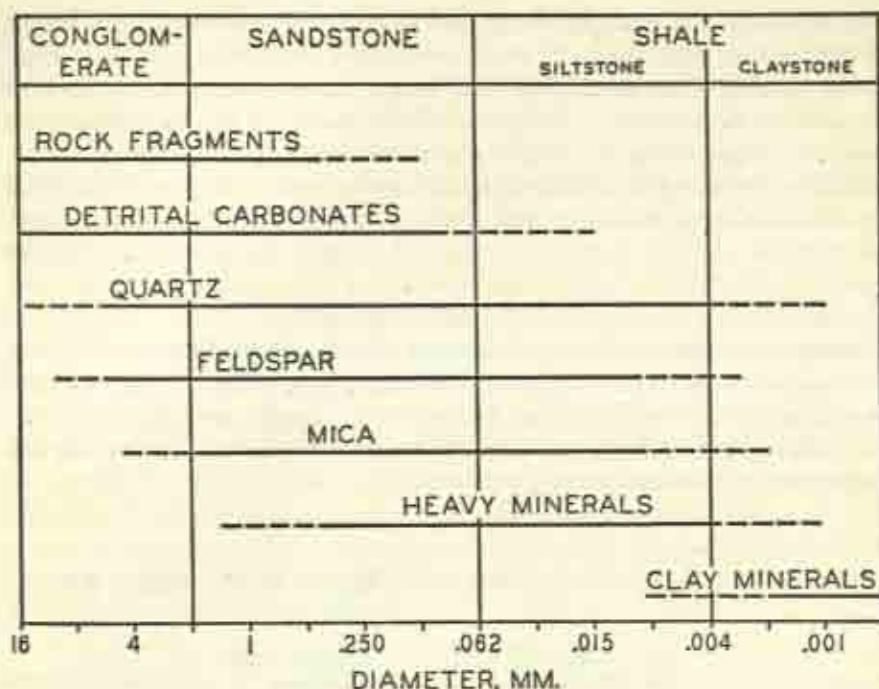 CONGLOM-
ERATE
SANDSTONE
SHALE
SILTSTONE
CLAYSTONE
ROCK FRAGMENTS
DETRITAL CARBONATES
QUARTZ
FELDSPAR
MICA
HEAVY MINERALS
CLAY MINERALS
16 4 1 .250 .062 .015 .004 .001
DIAMETER, MM.